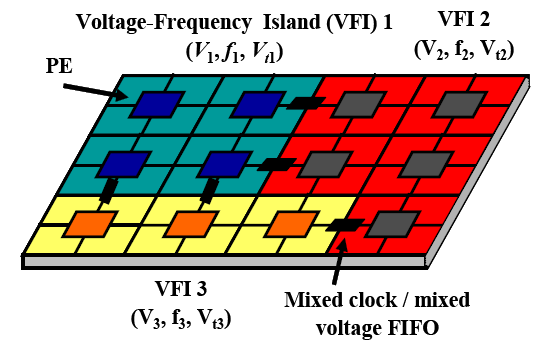 Voltage-Frequency Island (VFI) 1
(V1, f1, Vt1)
VFI 2
(V2, f2, Vt2)
PE
VFI 3
(V3, f3, Vt3)
Mixed clock / mixed
voltage FIFO